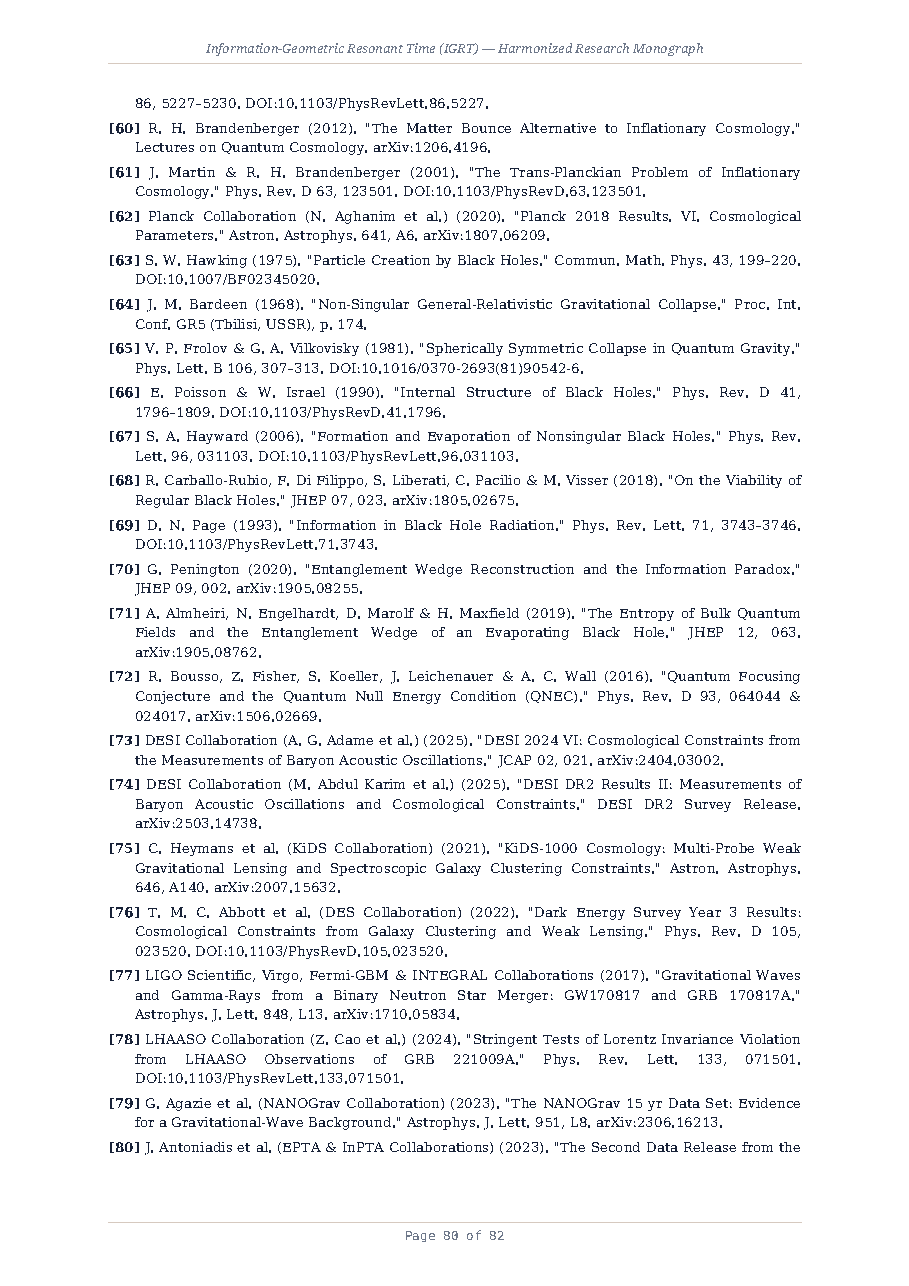 Information-Geometric Resonant Time (IGRT) — Harmonized Research Monograph
86, 5227–5230. DOI:10.1103/PhysRevLett.86.5227.
[60] R. H. Brandenberger (2012). "The Matter Bounce Alternative to Inflationary Cosmology."
Lectures on Quantum Cosmology. arXiv:1206.4196.
[61] J. Martin & R. H. Brandenberger (2001). "The Trans-Planckian Problem of Inflationary
Cosmology." Phys. Rev. D 63, 123501. DOI:10.1103/PhysRevD.63.123501.
[62] Planck Collaboration (N. Aghanim et al.) (2020). "Planck 2018 Results. VI. Cosmological
Parameters." Astron. Astrophys. 641, A6. arXiv:1807.06209.
[63] S. W. Hawking (1975). "Particle Creation by Black Holes." Commun. Math. Phys. 43, 199–220.
DOI:10.1007/BF02345020.
[64] J. M. Bardeen (1968). "Non-Singular General-Relativistic Gravitational Collapse." Proc. Int.
Conf. GR5 (Tbilisi, USSR), p. 174.
[65] V. P. Frolov & G. A. Vilkovisky (1981). "Spherically Symmetric Collapse in Quantum Gravity."
Phys. Lett. B 106, 307–313. DOI:10.1016/0370-2693(81)90542-6.
[66] E. Poisson & W. Israel (1990). "Internal Structure of Black Holes." Phys. Rev. D 41,
1796–1809. DOI:10.1103/PhysRevD.41.1796.
[67] S. A. Hayward (2006). "Formation and Evaporation of Nonsingular Black Holes." Phys. Rev.
Lett. 96, 031103. DOI:10.1103/PhysRevLett.96.031103.
[68] R. Carballo-Rubio, F. Di Filippo, S. Liberati, C. Pacilio & M. Visser (2018). "On the Viability of
Regular Black Holes." JHEP 07, 023. arXiv:1805.02675.
[69] D. N. Page (1993). "Information in Black Hole Radiation." Phys. Rev. Lett. 71, 3743–3746.
DOI:10.1103/PhysRevLett.71.3743.
[70] G. Penington (2020). "Entanglement Wedge Reconstruction and the Information Paradox."
JHEP 09, 002. arXiv:1905.08255.
[71] A. Almheiri, N. Engelhardt, D. Marolf & H. Maxfield (2019). "The Entropy of Bulk Quantum
Fields and the Entanglement Wedge of an Evaporating Black Hole." JHEP 12, 063.
arXiv:1905.08762.
[72] R. Bousso, Z. Fisher, S. Koeller, J. Leichenauer & A. C. Wall (2016). "Quantum Focusing
Conjecture and the Quantum Null Energy Condition (QNEC)." Phys. Rev. D 93, 064044 &
024017. arXiv:1506.02669.
[73] DESI Collaboration (A. G. Adame et al.) (2025). "DESI 2024 VI: Cosmological Constraints from
the Measurements of Baryon Acoustic Oscillations." JCAP 02, 021. arXiv:2404.03002.
[74] DESI Collaboration (M. Abdul Karim et al.) (2025). "DESI DR2 Results II: Measurements of
Baryon Acoustic Oscillations and Cosmological Constraints." DESI DR2 Survey Release.
arXiv:2503.14738.
[75] C. Heymans et al. (KiDS Collaboration) (2021). "KiDS-1000 Cosmology: Multi-Probe Weak
Gravitational Lensing and Spectroscopic Galaxy Clustering Constraints." Astron. Astrophys.
646, A140. arXiv:2007.15632.
[76] T. M. C. Abbott et al. (DES Collaboration) (2022). "Dark Energy Survey Year 3 Results:
Cosmological Constraints from Galaxy Clustering and Weak Lensing." Phys. Rev. D 105,
023520. DOI:10.1103/PhysRevD.105.023520.
[77] LIGO Scientific, Virgo, Fermi-GBM & INTEGRAL Collaborations (2017). "Gravitational Waves
and Gamma-Rays from a Binary Neutron Star Merger: GW170817 and GRB 170817A."
Astrophys. J. Lett. 848, L13. arXiv:1710.05834.
[78] LHAASO Collaboration (Z. Cao et al.) (2024). "Stringent Tests of Lorentz Invariance Violation
from LHAASO Observations of GRB 221009A." Phys. Rev. Lett. 133, 071501.
DOI:10.1103/PhysRevLett.133.071501.
[79] G. Agazie et al. (NANOGrav Collaboration) (2023). "The NANOGrav 15 yr Data Set: Evidence
for a Gravitational-Wave Background." Astrophys. J. Lett. 951, L8. arXiv:2306.16213.
[80] J. Antoniadis et al. (EPTA & InPTA Collaborations) (2023). "The Second Data Release from the
Page 80 of 82